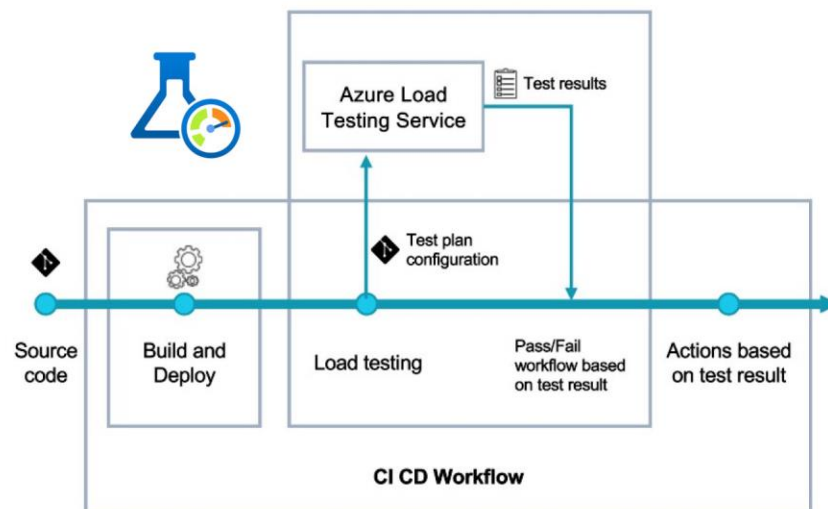 Azure Load
Testing Service
Test results
Test plan
configuration
Source
code
Build and
Deploy
Load testing
Pass/Fail
workflow based
on test result
Actions based
on test result
CI CD Workflow